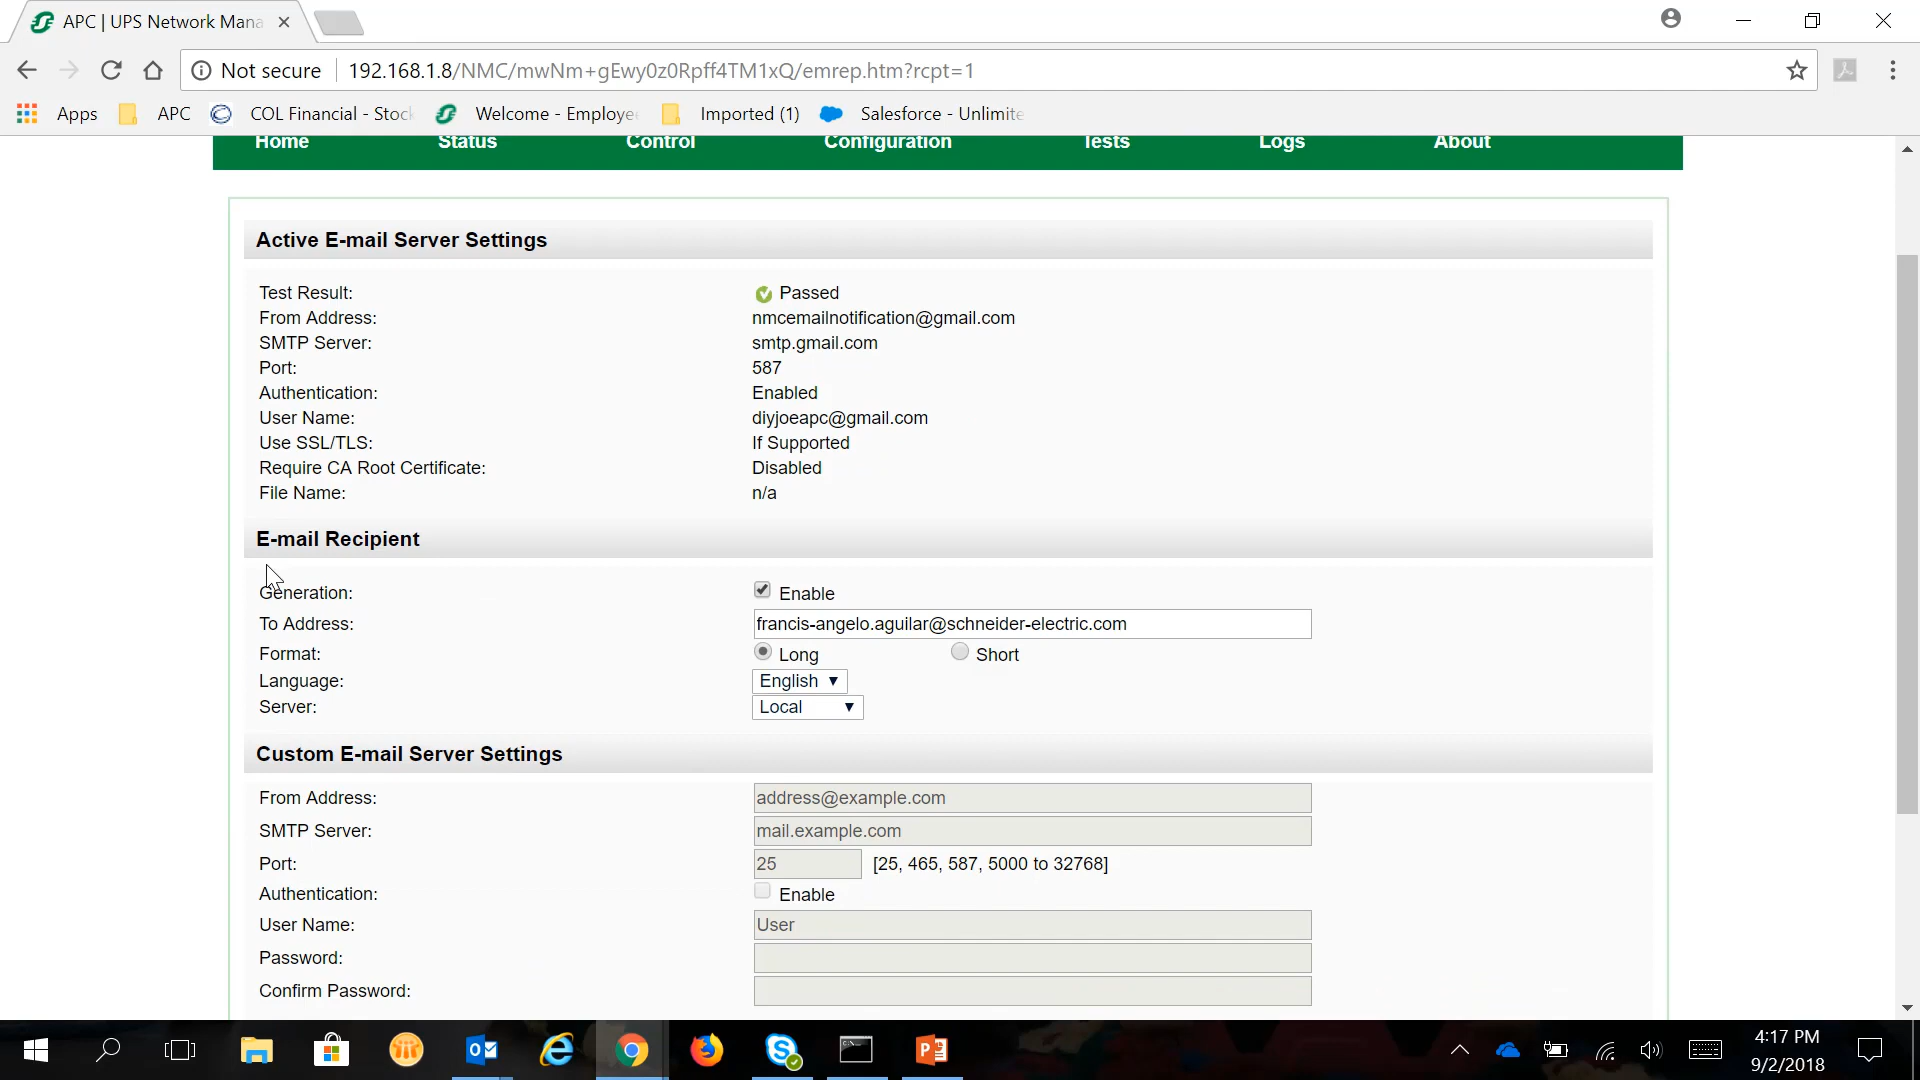 APC | UPS Network Mana
Not secure 192.168.1.8/NMC/mwNm+gEwy0z0Rpff4TM1xQ/emrep.htm?rcpt=1
Apps APC COL Financial - Stock Welcome - Employee Imported (1) Salesforce - Unlimite
Home Status Control Configuration Tests Logs About
Active E-mail Server Settings
Test Result: Passed
From Address: nmcemailnotification@gmail.com
SMTP Server: smtp.gmail.com
Port: 587
Authentication: Enabled
User Name: diyjoeapc@gmail.com
Use SSL/TLS: If Supported
Require CA Root Certificate: Disabled
File Name: n/a
E-mail Recipient
Generation: Enable
To Address: francis-angelo.aguilar@schneider-electric.com
Format: Long Short
Language: English
Server: Local
Custom E-mail Server Settings
From Address: address@example.com
SMTP Server: mail.example.com
Port: 25 [25, 465, 587, 5000 to 32768]
Authentication: Enable
User Name: User
Password:
Confirm Password:
4:17 PM
9/2/2018